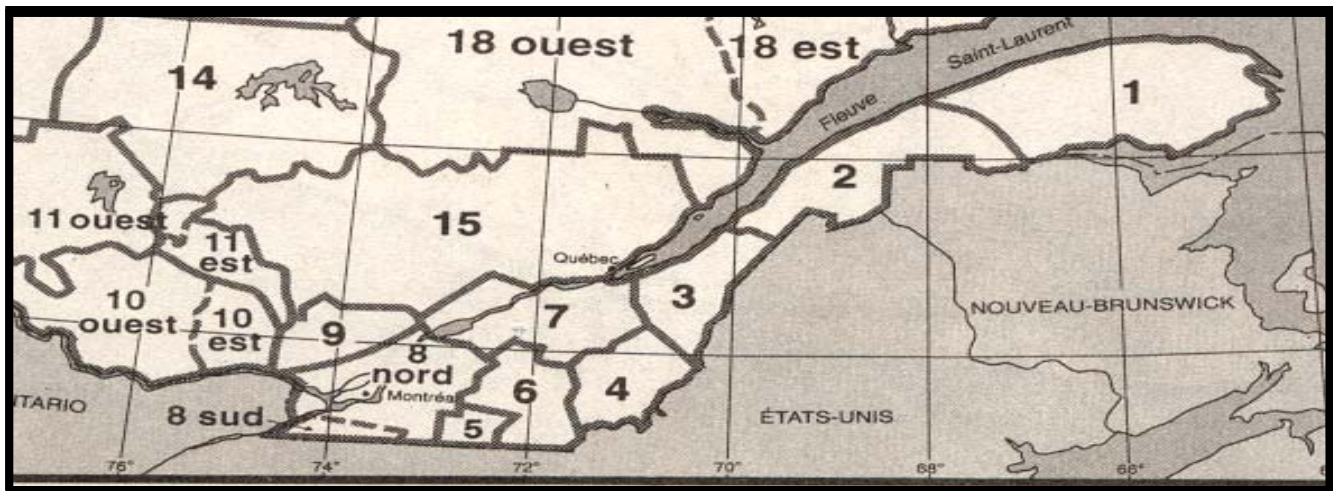 18 ouest
18 est
Fleuve Saint-Laurent
14
1
2
11 ouest
15
11
est
Québec
3
10
ouest
10
est
9
7
NOUVEAU-BRUNSWICK
8
nord
6
4
Montréal
8 sud
5
ÉTATS-UNIS
76°
74°
72°
70°
68°
66°